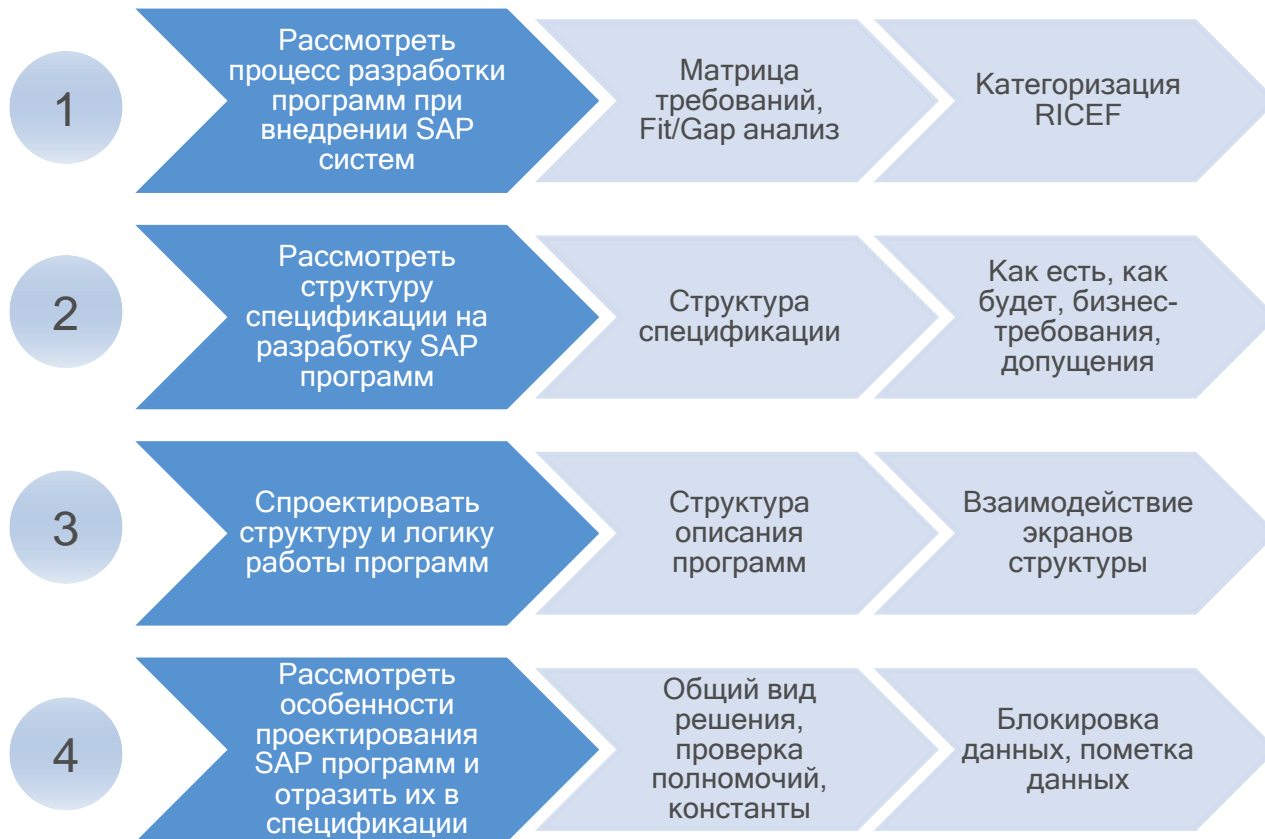 1
Рассмотреть
процесс разработки
программ при
внедрении SAP
систем
Матрица
требований,
Fit/Gap анализ
Категоризация
RICEF
2
Рассмотреть
структуру
спецификации на
разработку SAP
программ
Структура
спецификации
Как есть, как
будет, бизнес-
требования,
допущения
3
Спроектировать
структуру и логику
работы программ
Структура
описания
программ
Взаимодействие
экранов
структуры
4
Рассмотреть
особенности
проектирования
SAP программ и
отразить их в
спецификации
Общий вид
решения,
проверка
полномочий,
константы
Блокировка
данных, пометка
данных